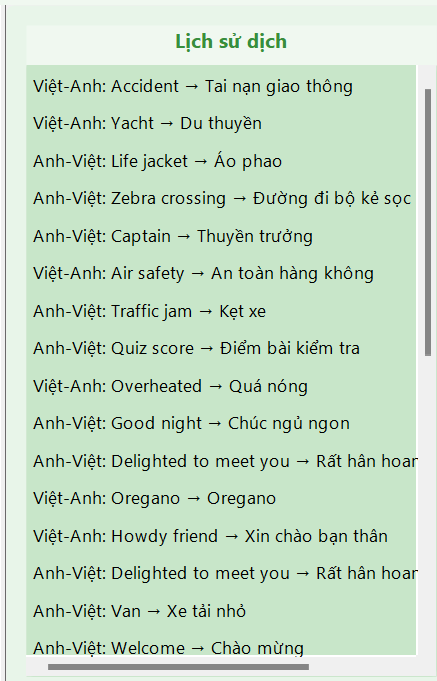 Lịch sử dịch
Việt-Anh: Accident → Tai nạn giao thông
Việt-Anh: Yacht → Du thuyền
Anh-Việt: Life jacket → Áo phao
Anh-Việt: Zebra crossing → Đường đi bộ kẻ sọc
Anh-Việt: Captain → Thuyền trưởng
Việt-Anh: Air safety → An toàn hàng không
Anh-Việt: Traffic jam → Kẹt xe
Anh-Việt: Quiz score → Điểm bài kiểm tra
Việt-Anh: Overheated → Quá nóng
Anh-Việt: Good night → Chúc ngủ ngon
Anh-Việt: Delighted to meet you → Rất hân hoan
Việt-Anh: Oregano → Oregano
Việt-Anh: Howdy friend → Xin chào bạn thân
Anh-Việt: Delighted to meet you → Rất hân hoan
Anh-Việt: Van → Xe tải nhỏ
Anh-Việt: Welcome → Chào mừng